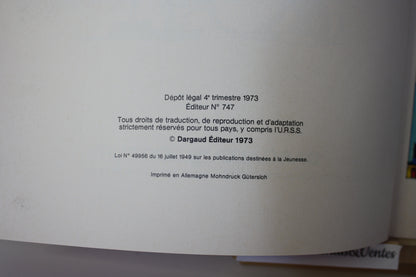 Dépôt légal 4e trimestre 1973
Éditeur N° 747
Tous droits de traduction, de reproduction et d'adaptation
strictement réservés pour tous pays, y compris l'U.R.S.S.
© Dargaud Éditeur 1973
Loi N° 49956 du 16 juillet 1949 sur les publications destinées à la Jeunesse.
Imprimé en Allemagne Mohndruck Gütersloh
Ventes